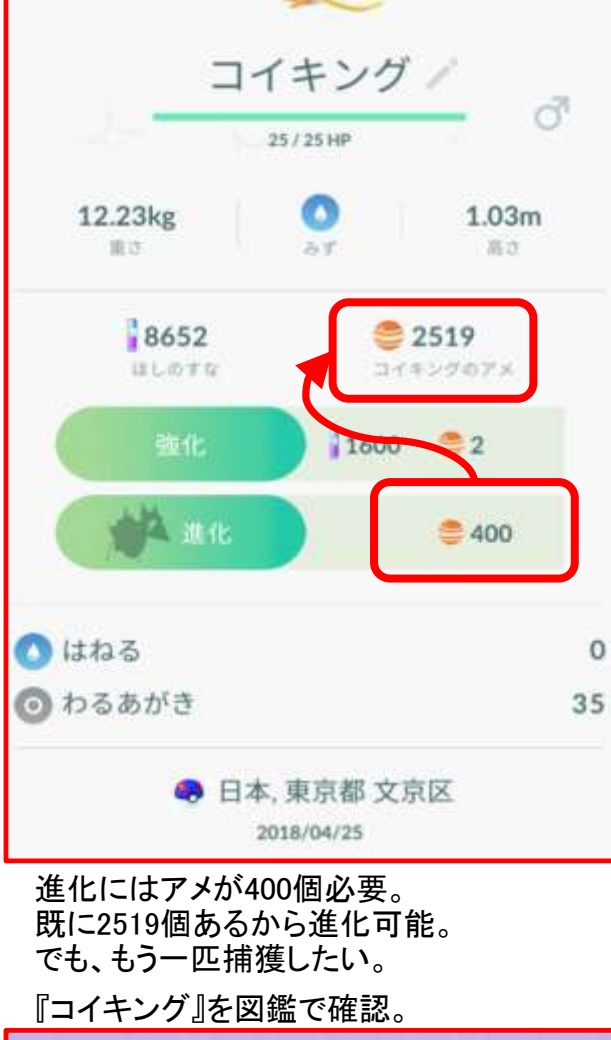 コイキング
25 / 25 HP
12.23kg
重さ
みず
1.03m
高さ
8652
ほしのすな
2519
コイキングのアメ
強化
1600
2
進化
400
はねる
0
わるあがき
35
日本, 東京都 文京区
2018/04/25
進化にはアメが400個必要。
既に2519個あるから進化可能。
でも、もう一匹捕獲したい。
『コイキング』を図鑑で確認。